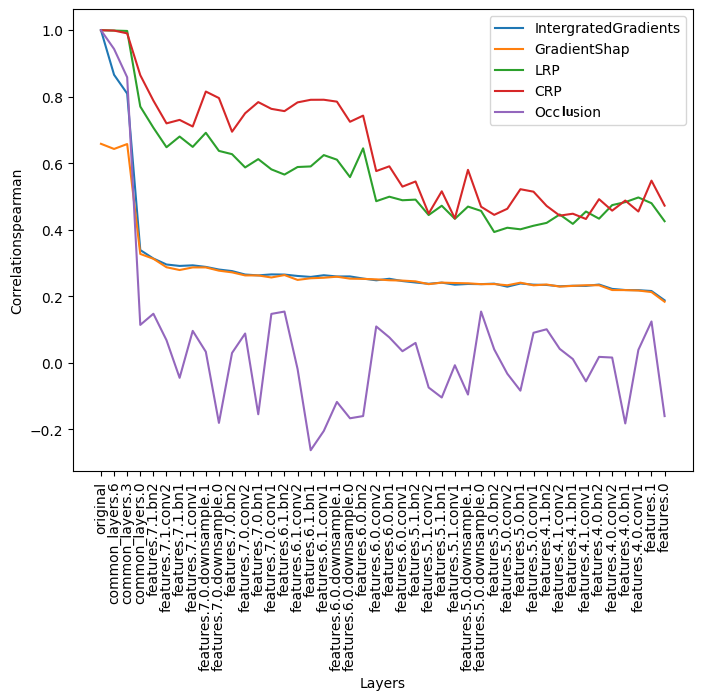 IntergratedGradients
GradientShap
LRP
CRP
Occlusion
Correlationspearman
1.0
0.8
0.6
0.4
0.2
0.0
−0.2
original
common_layers.6
common_layers.3
common_layers.0
features.7.1.bn2
features.7.1.conv2
features.7.1.bn1
features.7.1.conv1
features.7.0.downsample.1
features.7.0.downsample.0
features.7.0.bn2
features.7.0.conv2
features.7.0.bn1
features.7.0.conv1
features.6.1.bn2
features.6.1.conv2
features.6.1.bn1
features.6.1.conv1
features.6.0.downsample.1
features.6.0.downsample.0
features.6.0.bn2
features.6.0.conv2
features.6.0.bn1
features.6.0.conv1
features.5.1.bn2
features.5.1.conv2
features.5.1.bn1
features.5.1.conv1
features.5.0.downsample.1
features.5.0.downsample.0
features.5.0.bn2
features.5.0.conv2
features.5.0.bn1
features.5.0.conv1
features.4.1.bn2
features.4.1.conv2
features.4.1.bn1
features.4.1.conv1
features.4.0.bn2
features.4.0.conv2
features.4.0.bn1
features.4.0.conv1
features.1
features.0
Layers